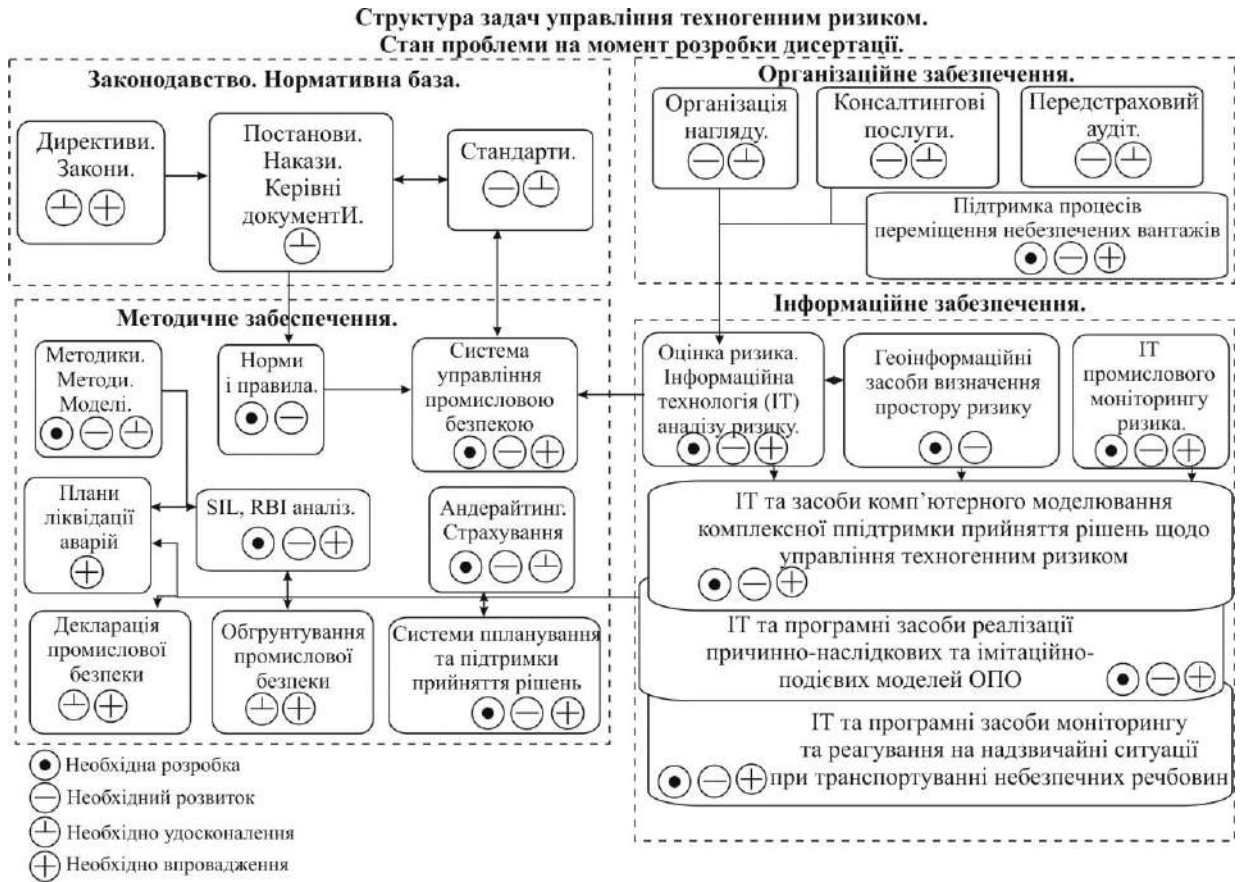 Структура задач управління техногенним ризиком.
Стан проблеми на момент розробки дисертації.
Законодавство. Нормативна база.
Директиви.
Закони.
Постанови.
Накази.
Керівні
документИ.
Стандарти.
Організаційне забезпечення.
Організація
нагляду.
Консалтингові
послуги.
Передстраховий
аудіт.
Підтримка процесів
переміщення небезпечених вантажів
Методичне забеспечення.
Методики.
Методи.
Моделі.
Норми
і правила.
Система
управління
промисловою
безпекою
Плани
ліквідації
аварій
SIL, RBI аналіз.
Андерайтинг.
Страхування
Декларація
промислової
безпеки
Обгрунтування
промислової
безпеки
Системи ппланування
та підтримки
прийняття рішень
Інформаційне забезпечення.
Оцінка ризика.
Інформаційна
технологія (ІТ)
аналізу ризику.
Геоінформаційні
засоби визначення
простору ризику
ІТ
промислового
моніторингу
ризика.
ІТ та засоби комп’ютерного моделювання
комплексної ппідтримки прийняття рішень щодо
управління техногенним ризиком
ІТ та програмні засоби реалізації
причинно-наслідкових та імітаційно-
подієвих моделей ОПО
ІТ та програмні засоби моніторингу
та реагування на надзвичайні ситуації
при транспортуванні небезпечних речбовин
Необхідна розробка
Необхідний розвиток
Необхідно удосконалення
Необхідно впровадження